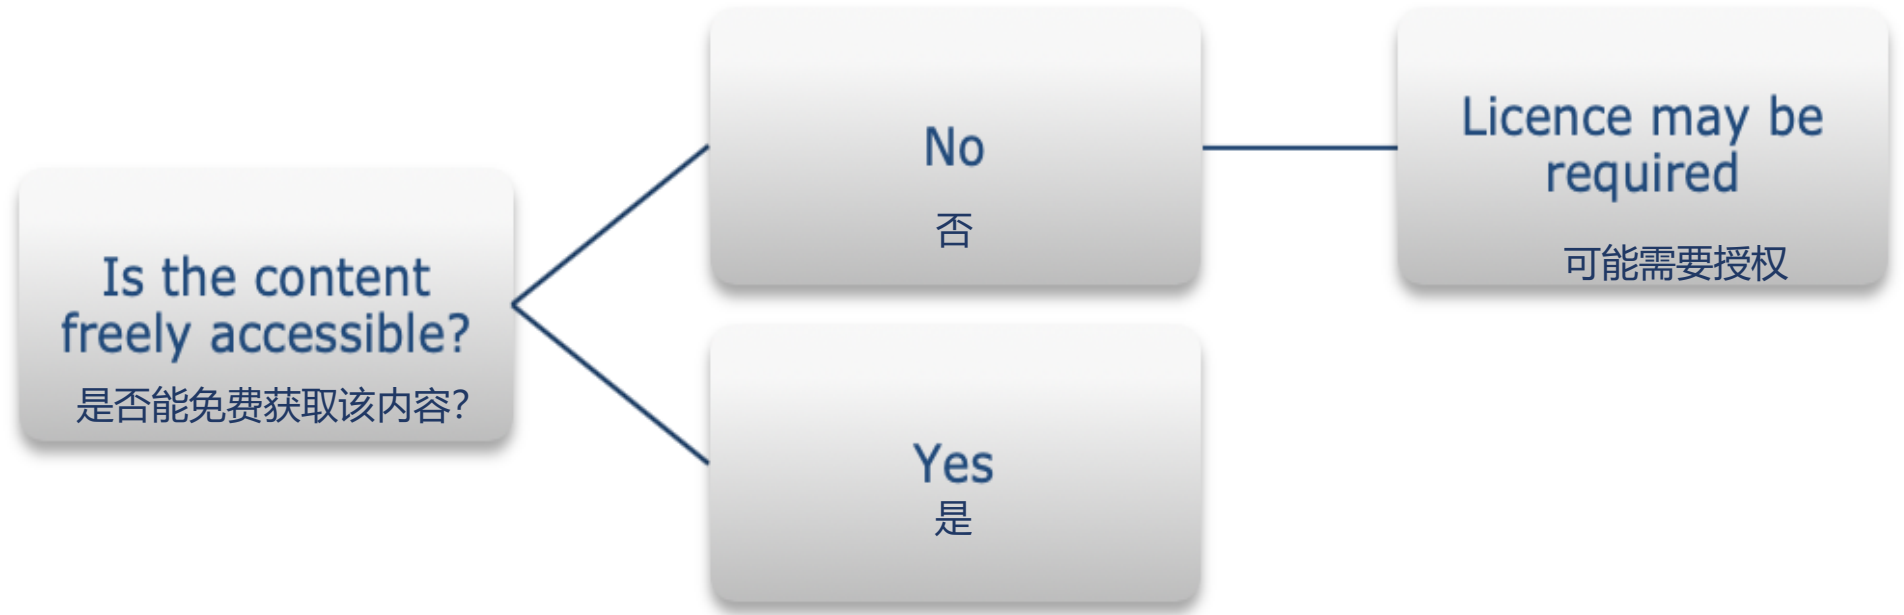 Is the content
freely accessible?
是否能免费获取该内容?
No
否
Yes
是
Licence may be
required
可能需要授权